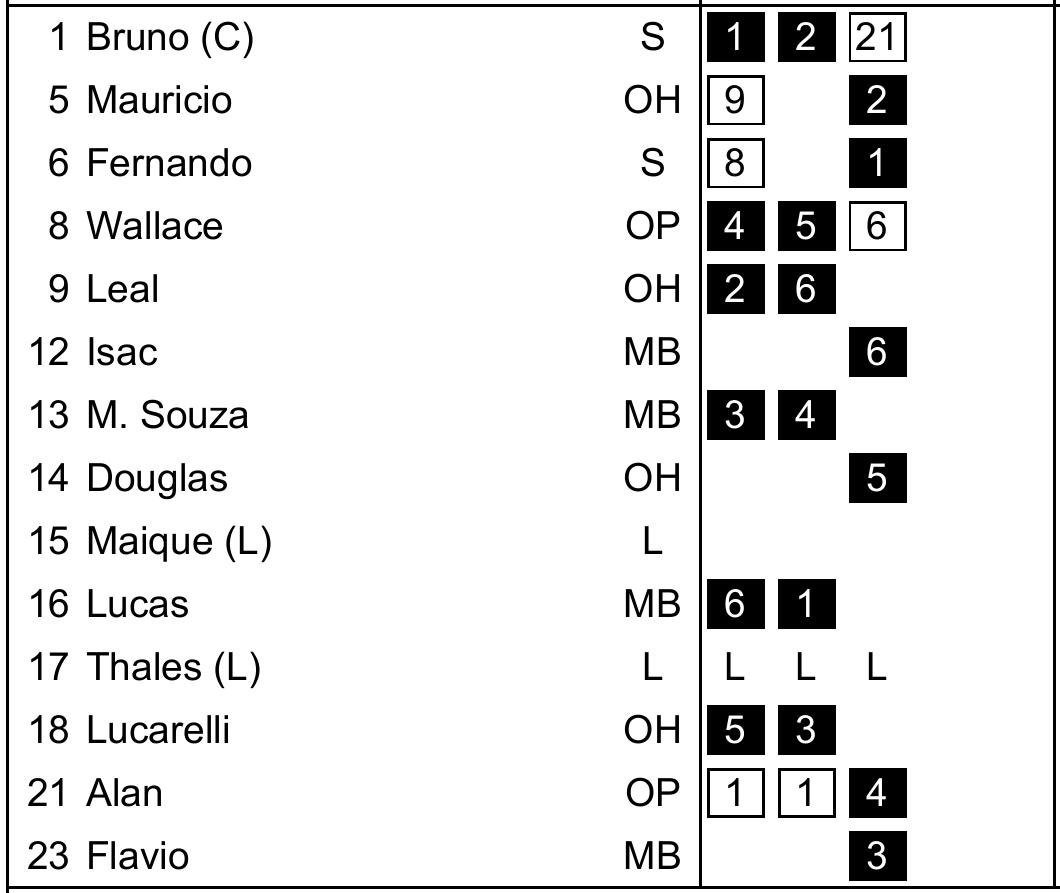 1 Bruno (C) S 1 2 21
5 Mauricio OH 9 2
6 Fernando S 8 1
8 Wallace OP 4 5 6
9 Leal OH 2 6
12 Isac MB 6
13 M. Souza MB 3 4
14 Douglas OH 5
15 Maique (L) L
16 Lucas MB 6 1
17 Thales (L) L L L L
18 Lucarelli OH 5 3
21 Alan OP 1 1 4
23 Flavio MB 3